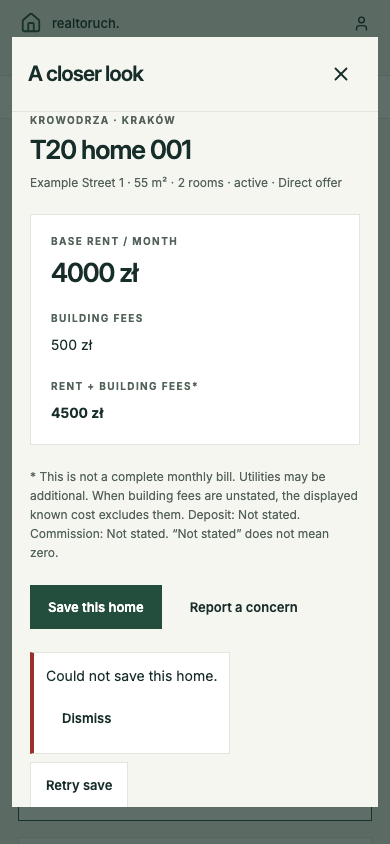 realtoruch.
A closer look
KROWODRZA · KRAKÓW
T20 home 001
Example Street 1 · 55 m² · 2 rooms · active · Direct offer
BASE RENT / MONTH
4000 zł
BUILDING FEES
500 zł
RENT + BUILDING FEES*
4500 zł
* This is not a complete monthly bill. Utilities may be
additional. When building fees are unstated, the displayed
known cost excludes them. Deposit: Not stated.
Commission: Not stated. “Not stated” does not mean
zero.
Save this home
Report a concern
Could not save this home.
Dismiss
Retry save